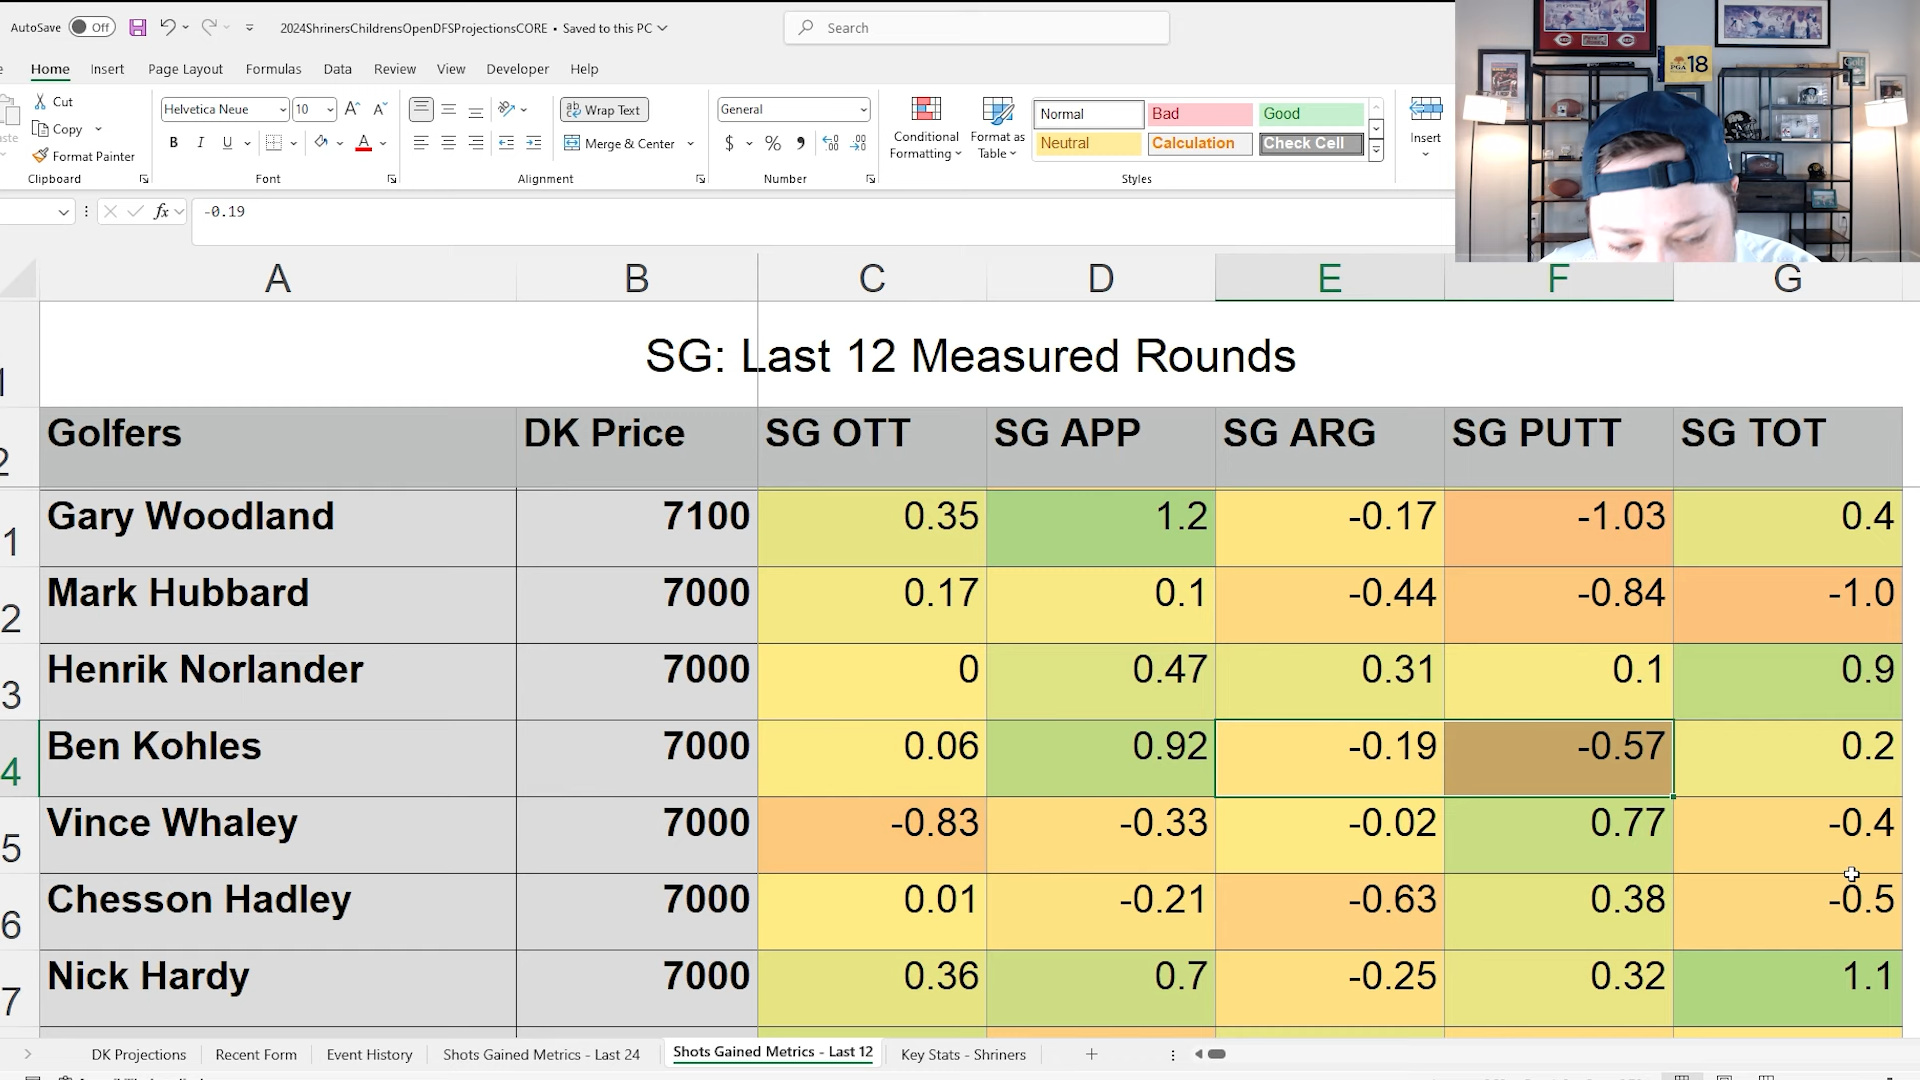 AutoSave Off 2024ShrinersChildrensOpenDFSProjectionsCORE • Saved to this PC Search
Home Insert Page Layout Formulas Data Review View Developer Help
Cut
Copy
Format Painter
Clipboard
Helvetica Neue 10
B I U
Font
Wrap Text
Merge & Center
Alignment
General
$ %
Number
Conditional Formatting
Format as Table
Normal Bad Good
Neutral Calculation Check Cell
Styles
Insert
PGA 18
fx -0.19
A B C D E F G
SG: Last 12 Measured Rounds
Golfers DK Price SG OTT SG APP SG ARG SG PUTT SG TOT
Gary Woodland 7100 0.35 1.2 -0.17 -1.03 0.4
Mark Hubbard 7000 0.17 0.1 -0.44 -0.84 -1.0
Henrik Norlander 7000 0 0.47 0.31 0.1 0.9
Ben Kohles 7000 0.06 0.92 -0.19 -0.57 0.2
Vince Whaley 7000 -0.83 -0.33 -0.02 0.77 -0.4
Chesson Hadley 7000 0.01 -0.21 -0.63 0.38 -0.5
Nick Hardy 7000 0.36 0.7 -0.25 0.32 1.1
DK Projections Recent Form Event History Shots Gained Metrics - Last 24 Shots Gained Metrics - Last 12 Key Stats - Shriners